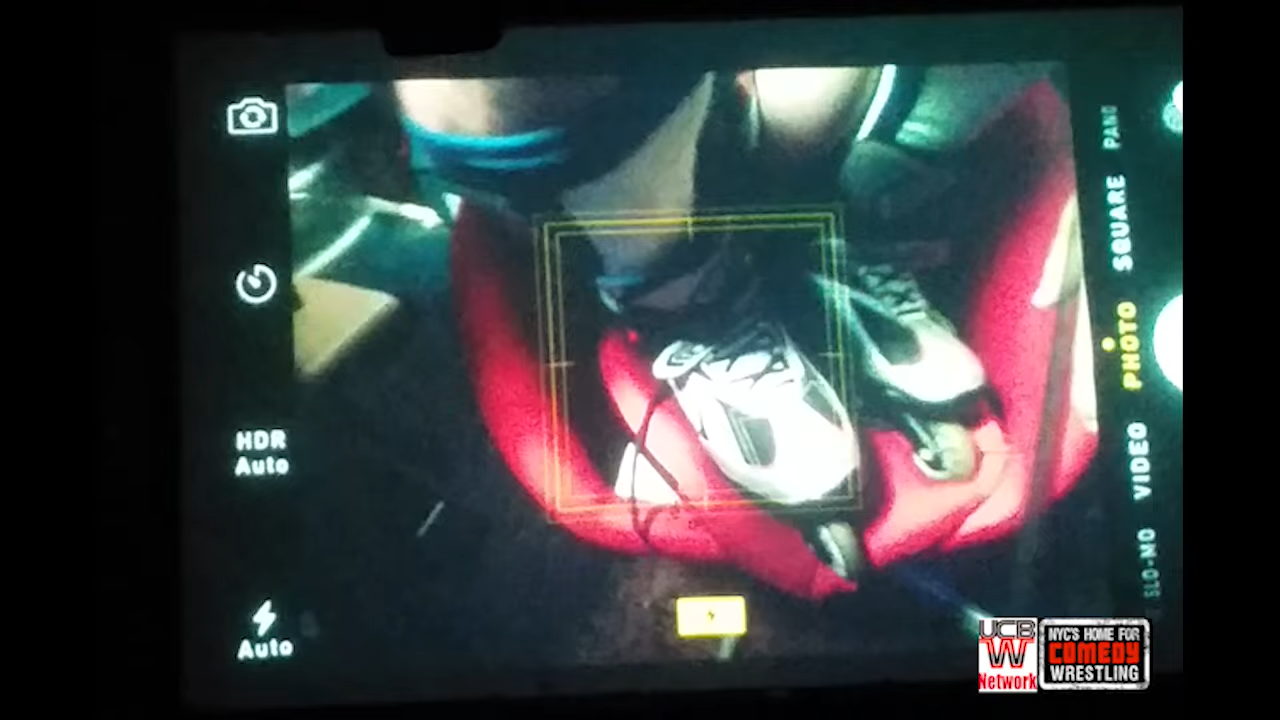 HDR
Auto
Auto
PANO
SQUARE
PHOTO
VIDEO
SLO-MO
UCB
W
Network
NYC'S HOME FOR
COMEDY
WRESTLING